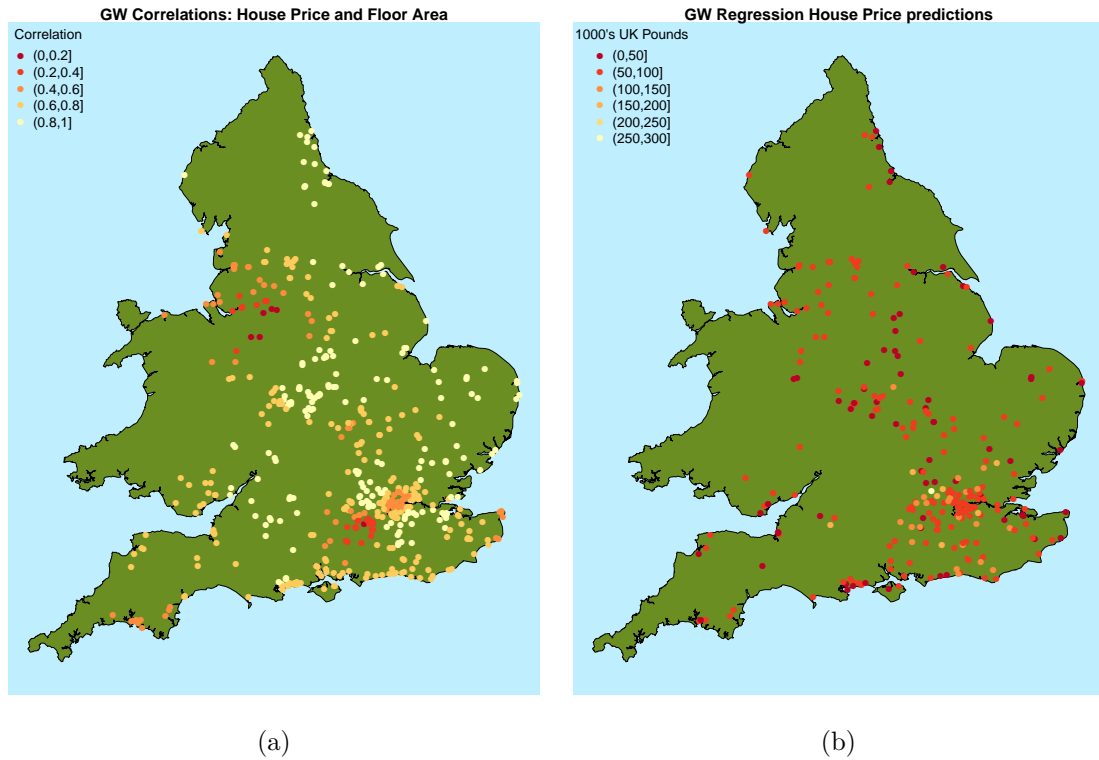 GW Correlations: House Price and Floor Area
Correlation
(0,0.2]
(0.2,0.4]
(0.4,0.6]
(0.6,0.8]
(0.8,1]
(a)
GW Regression House Price predictions
1000's UK Pounds
(0,50]
(50,100]
(100,150]
(150,200]
(200,250]
(250,300]
(b)